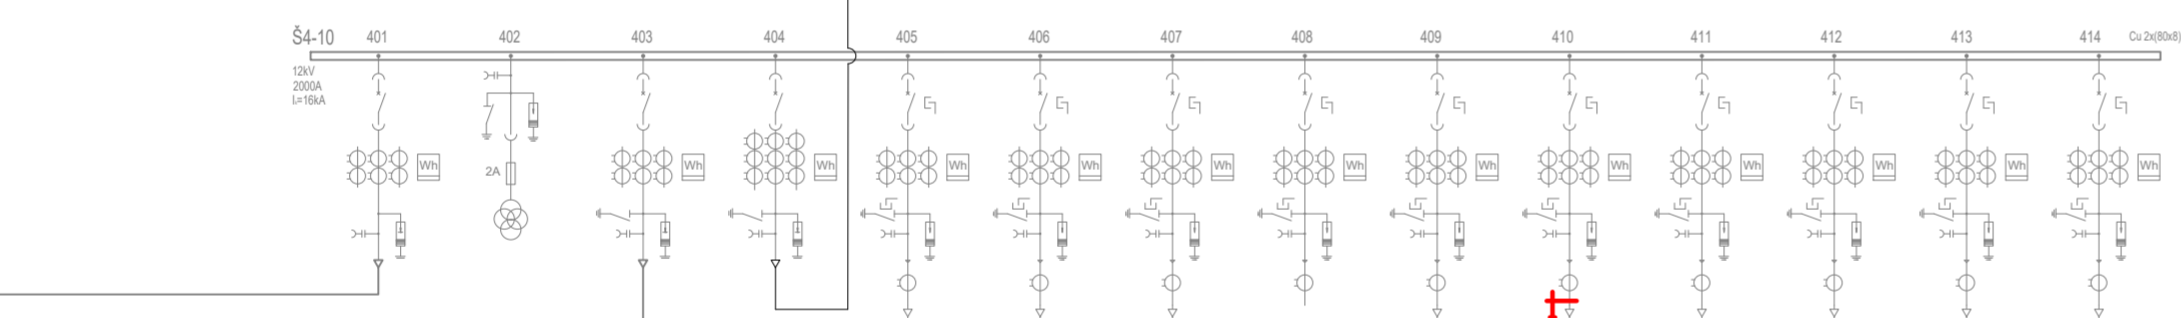 Š4-10 401 402 403 404 405 406 407 408 409 410 411 412 413 414 Cu 2x(80x8)
12kV
2000A
Iₖ=16kA
Wh Wh Wh Wh Wh Wh Wh Wh Wh Wh Wh Wh Wh
2A